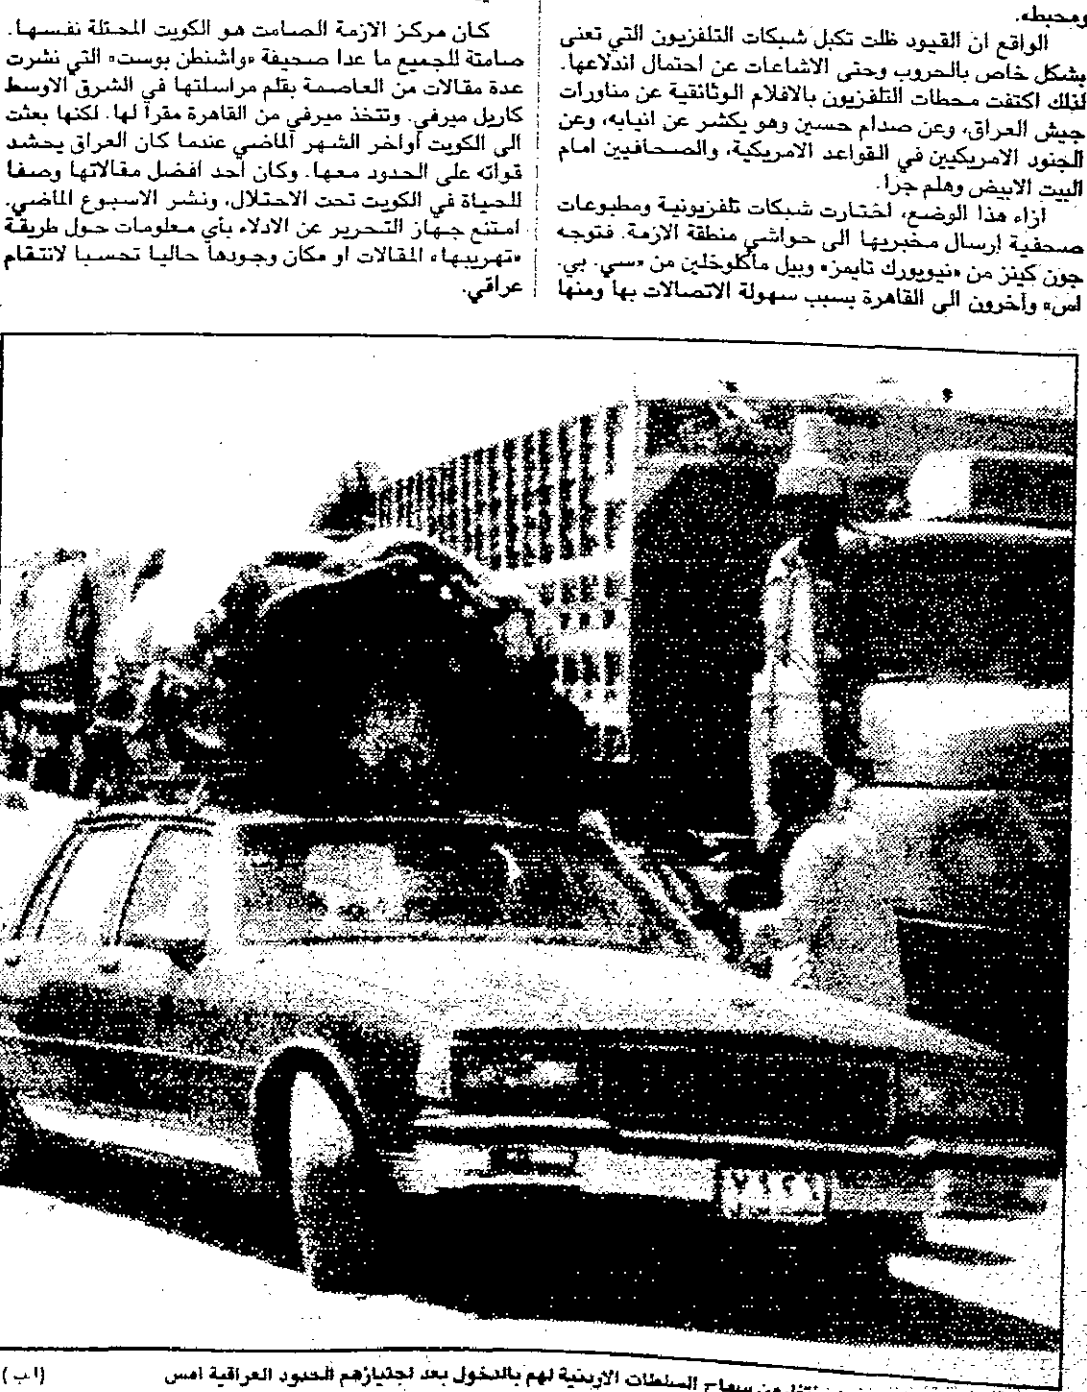 ومحبطه.
الواقع ان القيود ظلت تكبل شبكات التلفزيون التي تعنى
بشكل خاص بالحروب وحتى الاشاعات عن احتمال اندلاعها.
لذلك اكتفت محطات التلفزيون بالافلام الوثائقية عن مناورات
جيش العراق، وعن صدام حسين وهو يكشر عن انيابه، وعن
الجنود الامريكيين في القواعد الامريكية، والصحافيين امام
البيت الابيض وهلم جرا.
ازاء هذا الوضع، اختارت شبكات تلفزيونية ومطبوعات
صحفية إرسال مخبريها الى حواشي منطقة الازمة. فتوجه
جون كينز من «نيويورك تايمز» وبيل ماكلوخلين من «سي. بي.
اس» وآخرون الى القاهرة بسبب سهولة الاتصالات بها ومنها
كان مركز الازمة الصامت هو الكويت المحتلة نفسها.
صامتة للجميع ما عدا صحيفة «واشنطن بوست» التي نشرت
عدة مقالات من العاصمة بقلم مراسلتها في الشرق الاوسط
كاريل ميرفي. وتتخذ ميرفي من القاهرة مقرا لها. لكنها بعثت
الى الكويت أواخر الشهر الماضي عندما كان العراق يحشد
قواته على الحدود معها. وكان أحد افضل مقالاتها وصفا
للحياة في الكويت تحت الاحتلال، ونشر الاسبوع الماضي.
امتنع جهاز التحرير عن الادلاء بأي معلومات حول طريقة
«تهريبها» المقالات او مكان وجودها حاليا تحسبا لانتقام
عراقي.
السلطات الاردنية لهم بالدخول بعد اجتيازهم الحدود العراقية امس
(ا ب)